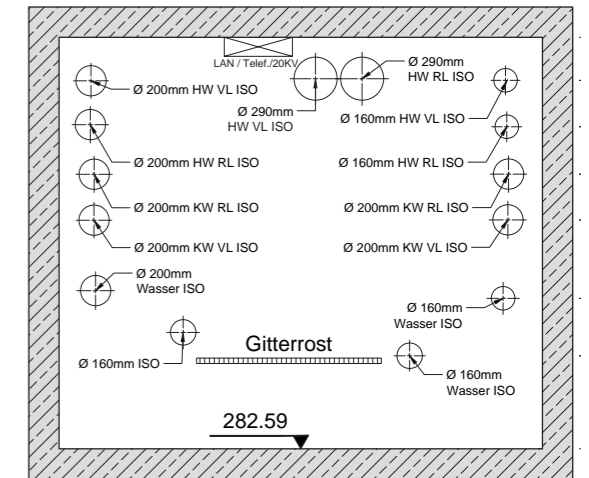 LAN / Telef./20KV
Ø 290mm
HW RL ISO
Ø 200mm HW VL ISO
Ø 290mm
HW VL ISO
Ø 160mm HW VL ISO
Ø 200mm HW RL ISO
Ø 160mm HW RL ISO
Ø 200mm KW RL ISO
Ø 200mm KW RL ISO
Ø 200mm KW VL ISO
Ø 200mm KW VL ISO
Ø 200mm
Wasser ISO
Ø 160mm
Wasser ISO
Gitterrost
Ø 160mm ISO
Ø 160mm
Wasser ISO
282.59